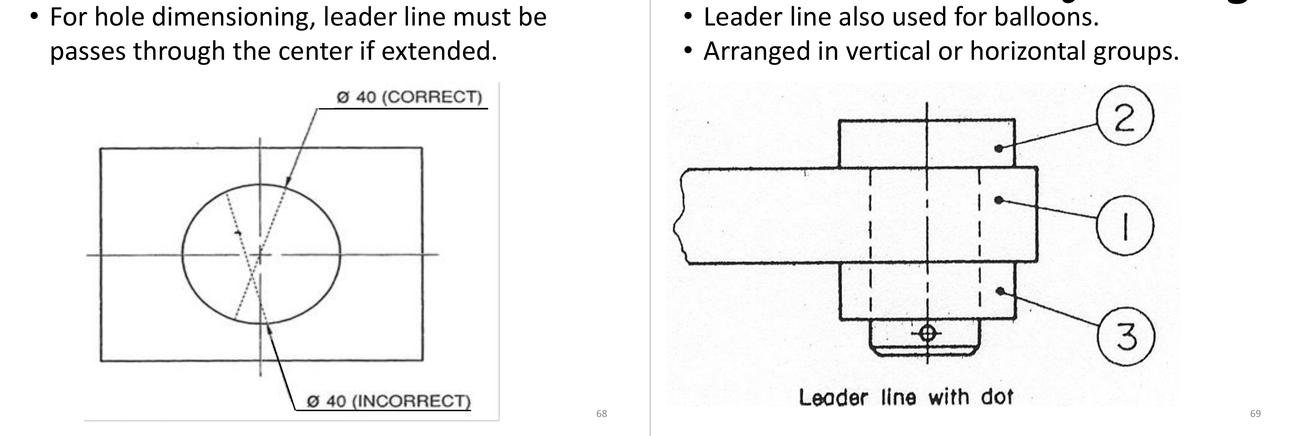 • For hole dimensioning, leader line must be
passes through the center if extended.
Ø 40 (CORRECT)
Ø 40 (INCORRECT)
68
• Leader line also used for balloons.
• Arranged in vertical or horizontal groups.
2
1
3
Leader line with dot
69